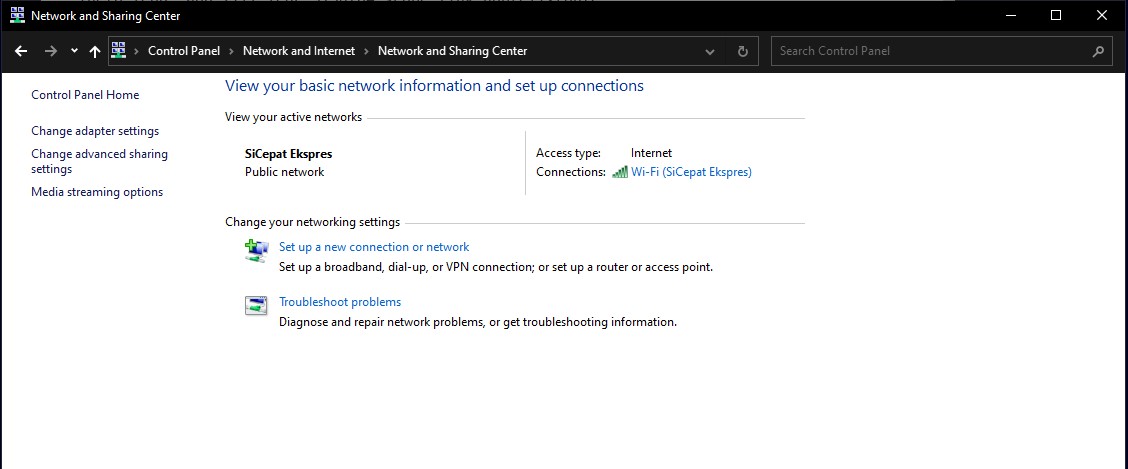 Network and Sharing Center
Control Panel > Network and Internet > Network and Sharing Center
Search Control Panel
Control Panel Home
Change adapter settings
Change advanced sharing
settings
Media streaming options
View your basic network information and set up connections
View your active networks
SiCepat Ekspres
Public network
Access type: Internet
Connections: Wi-Fi (SiCepat Ekspres)
Change your networking settings
Set up a new connection or network
Set up a broadband, dial-up, or VPN connection; or set up a router or access point.
Troubleshoot problems
Diagnose and repair network problems, or get troubleshooting information.